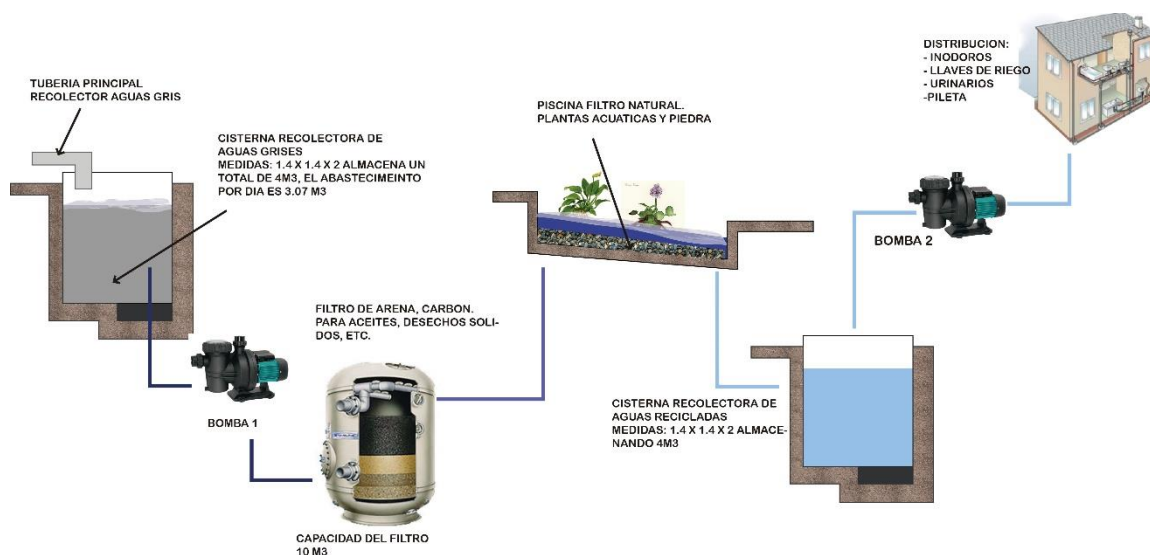 TUBERIA PRINCIPAL
RECOLECTOR AGUAS GRIS
CISTERNA RECOLECTORA DE
AGUAS GRISES
MEDIDAS: 1.4 X 1.4 X 2 ALMACENA UN
TOTAL DE 4M3, EL ABASTECIMEINTO
POR DIA ES 3.07 M3
BOMBA 1
FILTRO DE ARENA, CARBON.
PARA ACEITES, DESECHOS SOLI-
DOS, ETC.
CAPACIDAD DEL FILTRO
10 M3
PISCINA FILTRO NATURAL.
PLANTAS ACUATICAS Y PIEDRA
CISTERNA RECOLECTORA DE
AGUAS RECICLADAS
MEDIDAS: 1.4 X 1.4 X 2 ALMACE-
NANDO 4M3
BOMBA 2
DISTRIBUCION:
- INODOROS
- LLAVES DE RIEGO
- URINARIOS
-PILETA